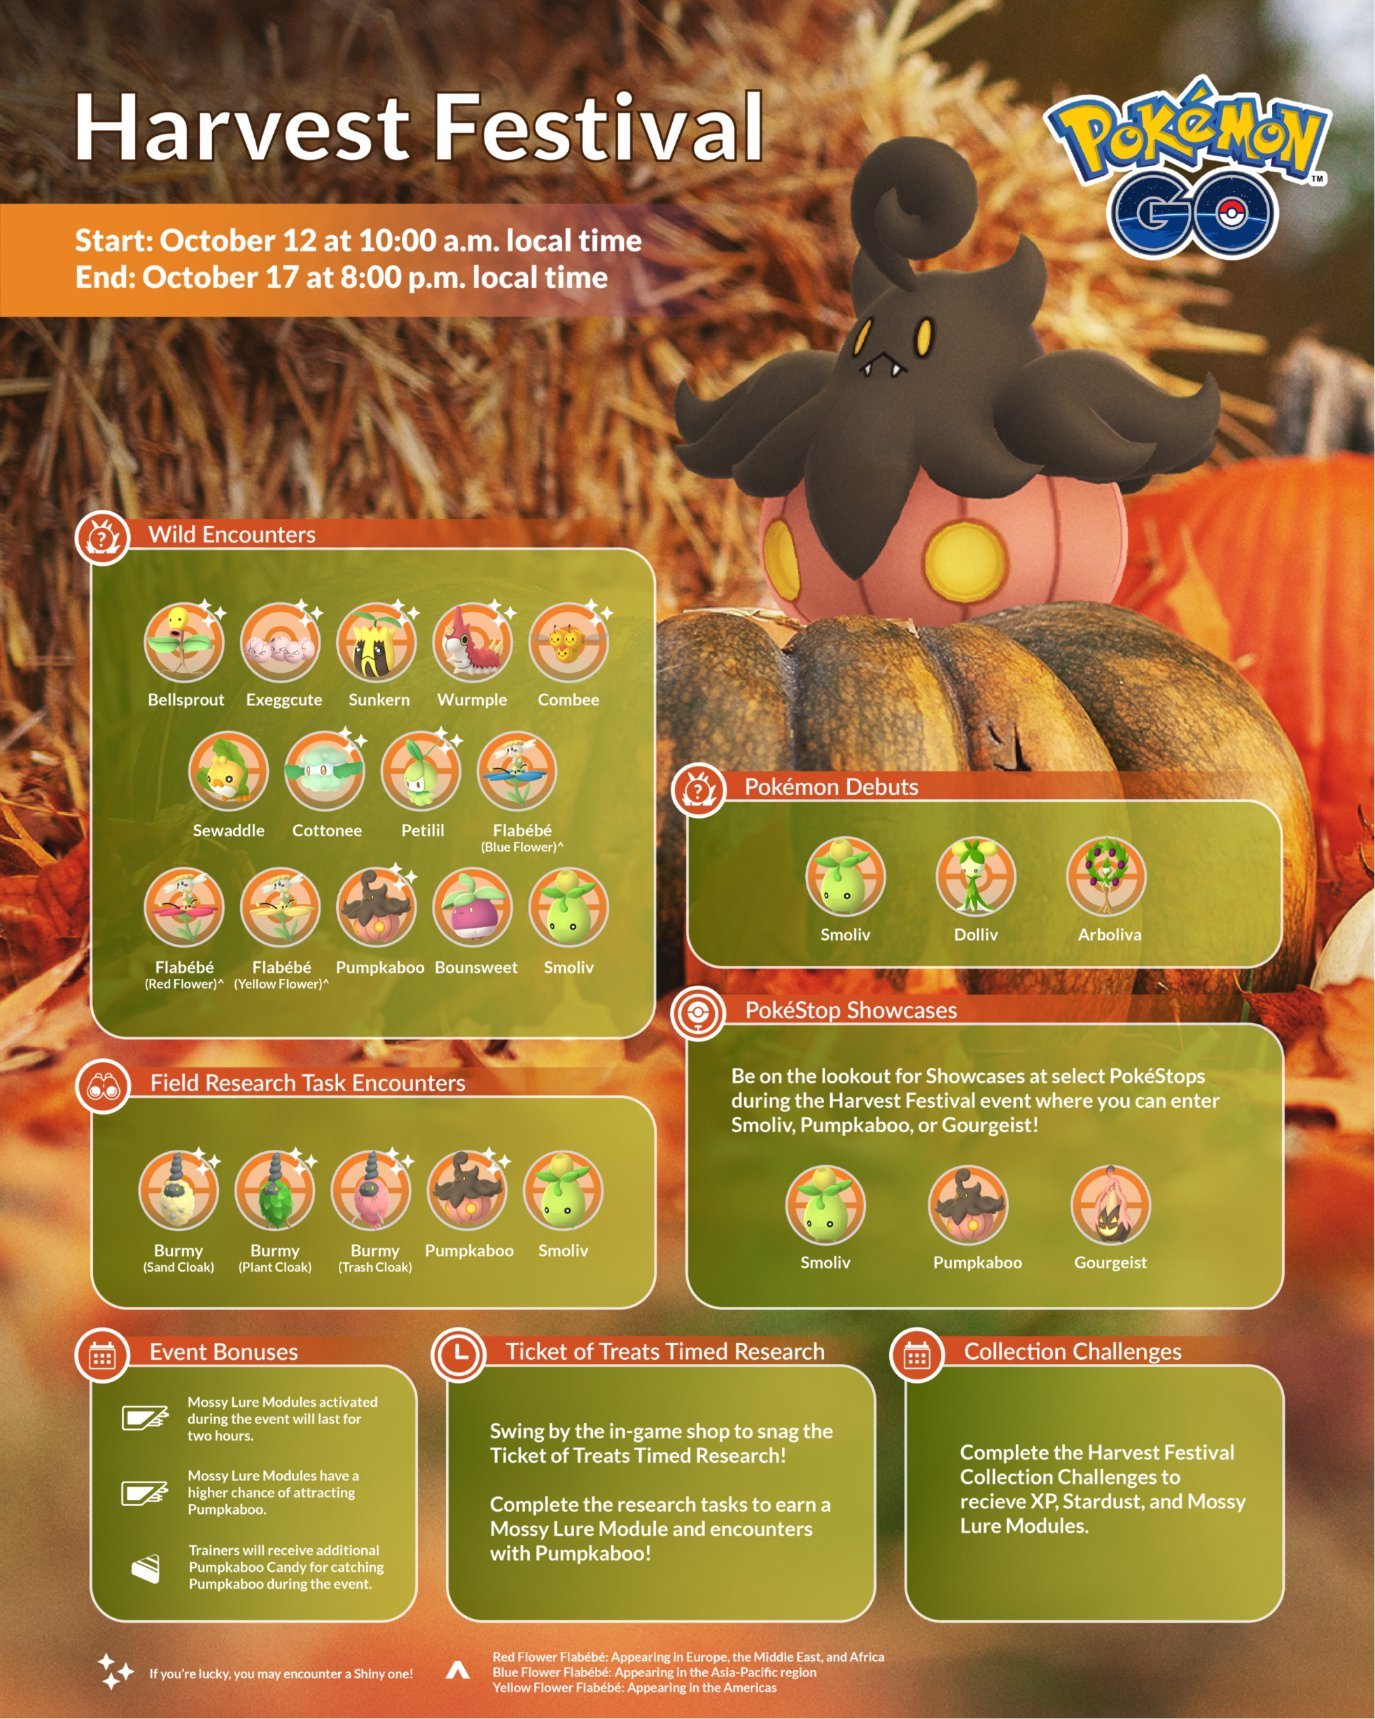 Harvest Festival
POKéMON
TM
GO
Start: October 12 at 10:00 a.m. local time
End: October 17 at 8:00 p.m. local time
Wild Encounters
Bellsprout Exeggcute Sunkern Wurmple Combee
Sewaddle Cottonee Petilil Flabébé
(Blue Flower)^
Flabébé Flabébé Pumpkaboo Bounsweet Smoliv
(Red Flower)^ (Yellow Flower)^
Pokémon Debuts
Smoliv Dolliv Arboliva
PokéStop Showcases
Be on the lookout for Showcases at select PokéStops
during the Harvest Festival event where you can enter
Smoliv, Pumpkaboo, or Gourgeist!
Smoliv Pumpkaboo Gourgeist
Field Research Task Encounters
Burmy Burmy Burmy Pumpkaboo Smoliv
(Sand Cloak) (Plant Cloak) (Trash Cloak)
Event Bonuses
Mossy Lure Modules activated
during the event will last for
two hours.
Mossy Lure Modules have a
higher chance of attracting
Pumpkaboo.
Trainers will receive additional
Pumpkaboo Candy for catching
Pumpkaboo during the event.
Ticket of Treats Timed Research
Swing by the in-game shop to snag the
Ticket of Treats Timed Research!
Complete the research tasks to earn a
Mossy Lure Module and encounters
with Pumpkaboo!
Collection Challenges
Complete the Harvest Festival
Collection Challenges to
recieve XP, Stardust, and Mossy
Lure Modules.
If you're lucky, you may encounter a Shiny one!
^
Red Flower Flabébé: Appearing in Europe, the Middle East, and Africa
Blue Flower Flabébé: Appearing in the Asia-Pacific region
Yellow Flower Flabébé: Appearing in the Americas